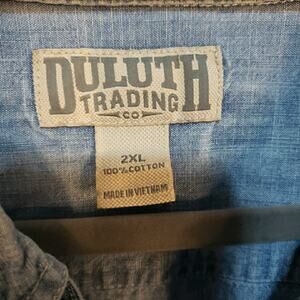 DULUTH
TRADING
CO
2XL
100% COTTON
MADE IN VIETNAM